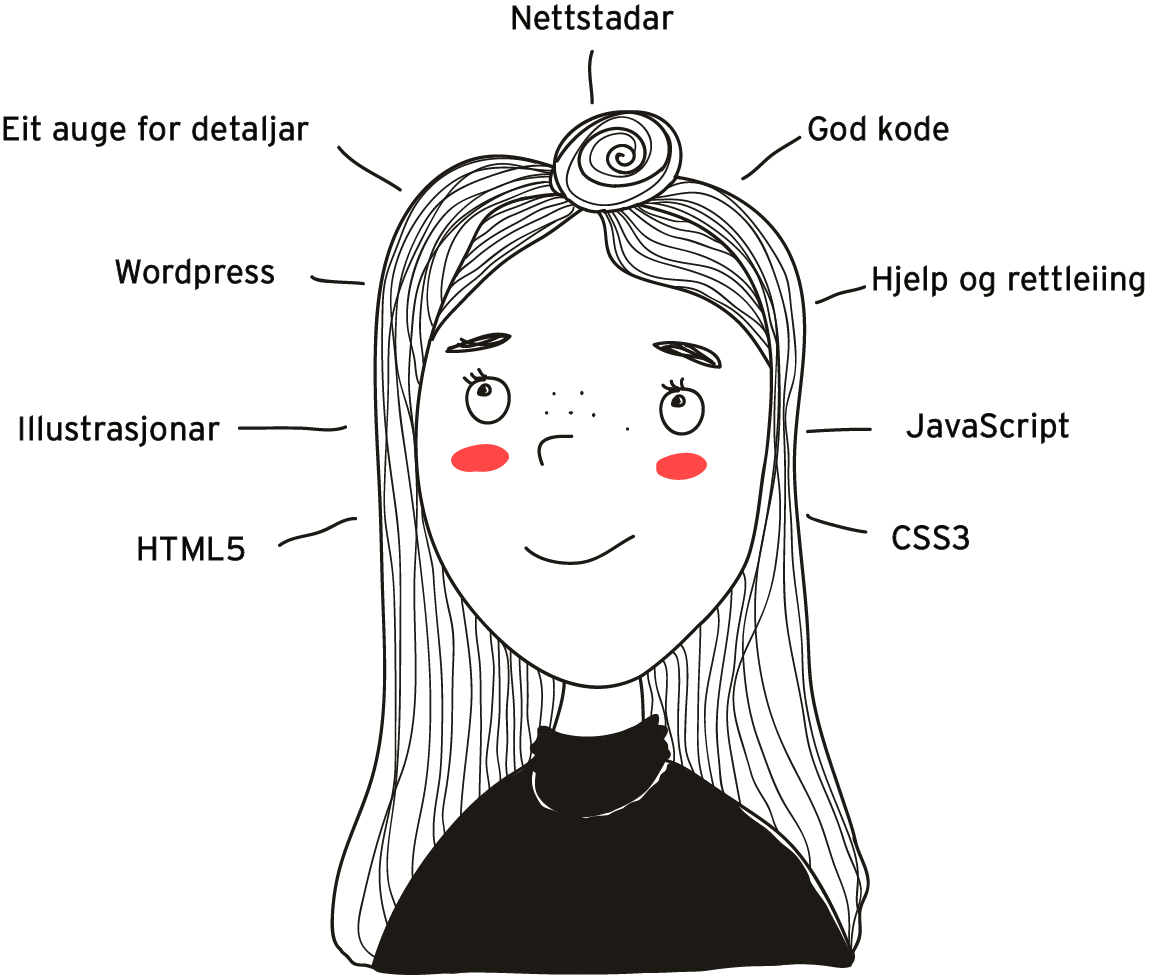 Nettstadar
Eit auge for detaljar
God kode
Wordpress
Hjelp og rettleiing
Illustrasjonar
JavaScript
HTML5
CSS3